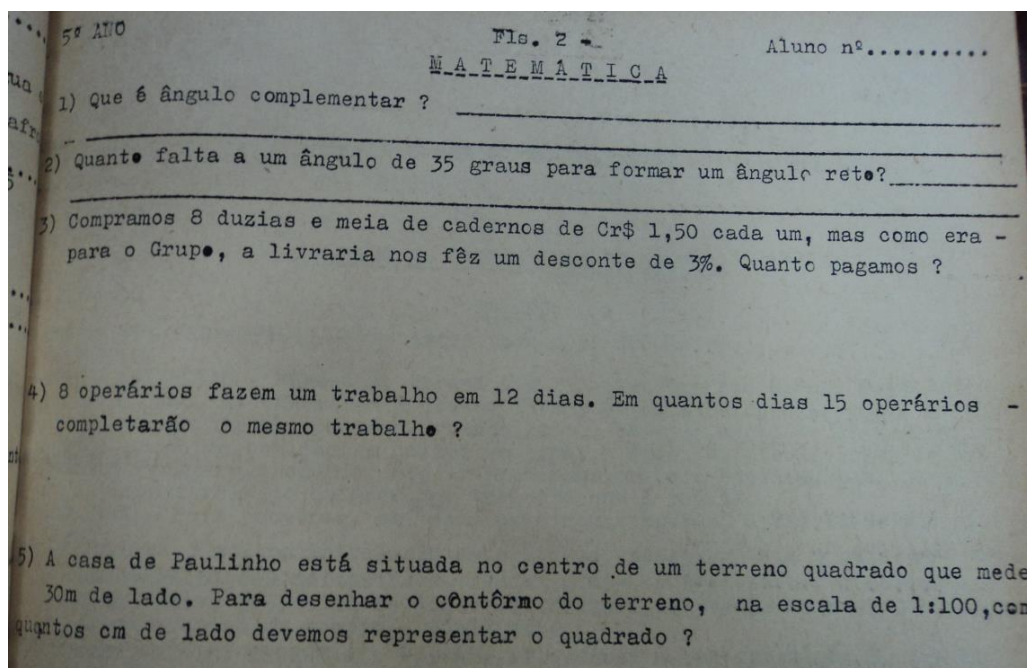 5º ANO
Fls. 2 -
Aluno nº..........
M A T E M Á T I C A
1) Que é ângulo complementar ?
2) Quanto falta a um ângulo de 35 graus para formar um ângulo reto?
3) Compramos 8 duzias e meia de cadernos de Cr$ 1,50 cada um, mas como era -
para o Grupo, a livraria nos fêz um desconte de 3%. Quanto pagamos ?
4) 8 operários fazem um trabalho em 12 dias. Em quantos dias 15 operários -
completarão o mesmo trabalho ?
5) A casa de Paulinho está situada no centro de um terreno quadrado que mede
30m de lado. Para desenhar o contôrmo do terreno, na escala de 1:100,com
quantos cm de lado devemos representar o quadrado ?